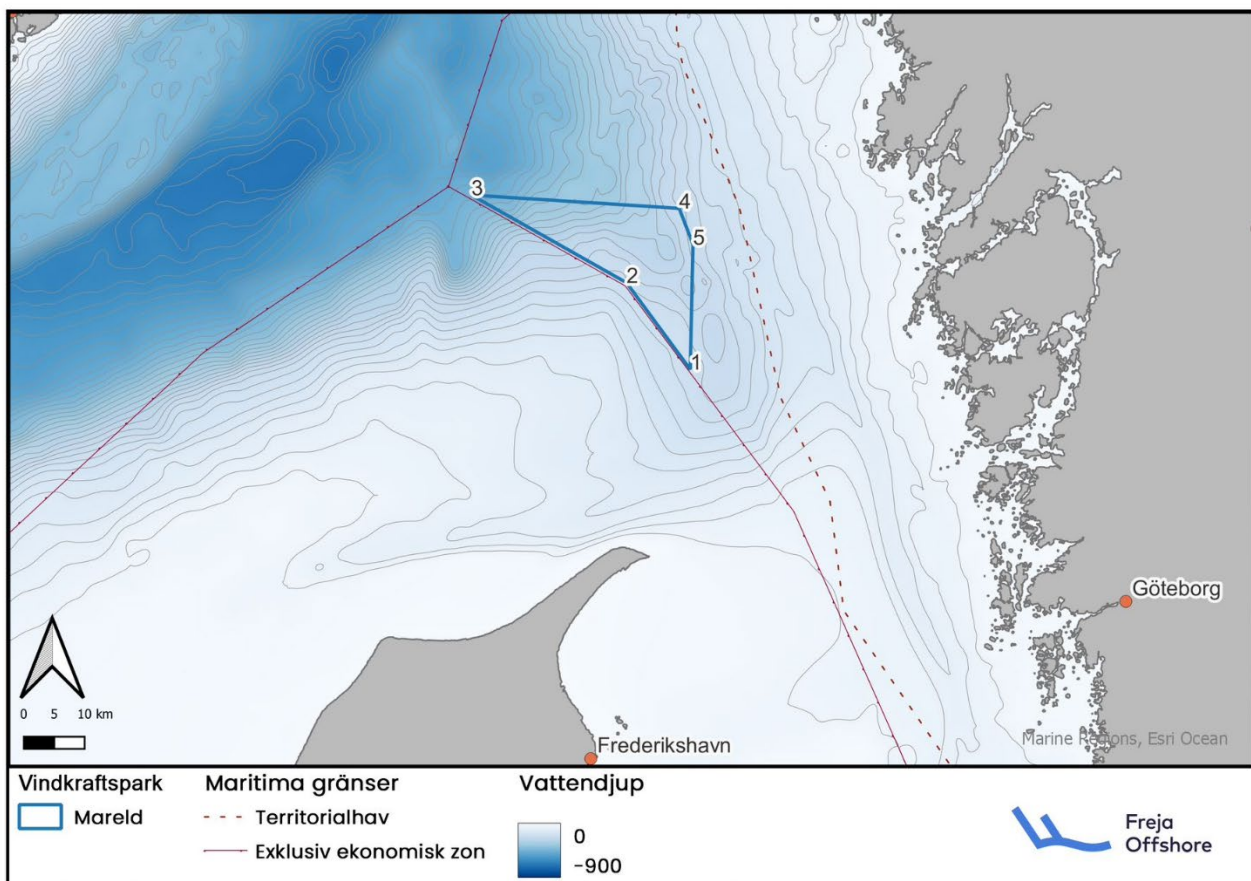 3
4
5
2
1
Göteborg
0 5 10 km
Frederikshavn
Marine Regions, Esri Ocean
Vindkraftspark
Mareld
Maritima gränser
Territorialhav
Exklusiv ekonomisk zon
Vattendjup
0
-900
Freja
Offshore